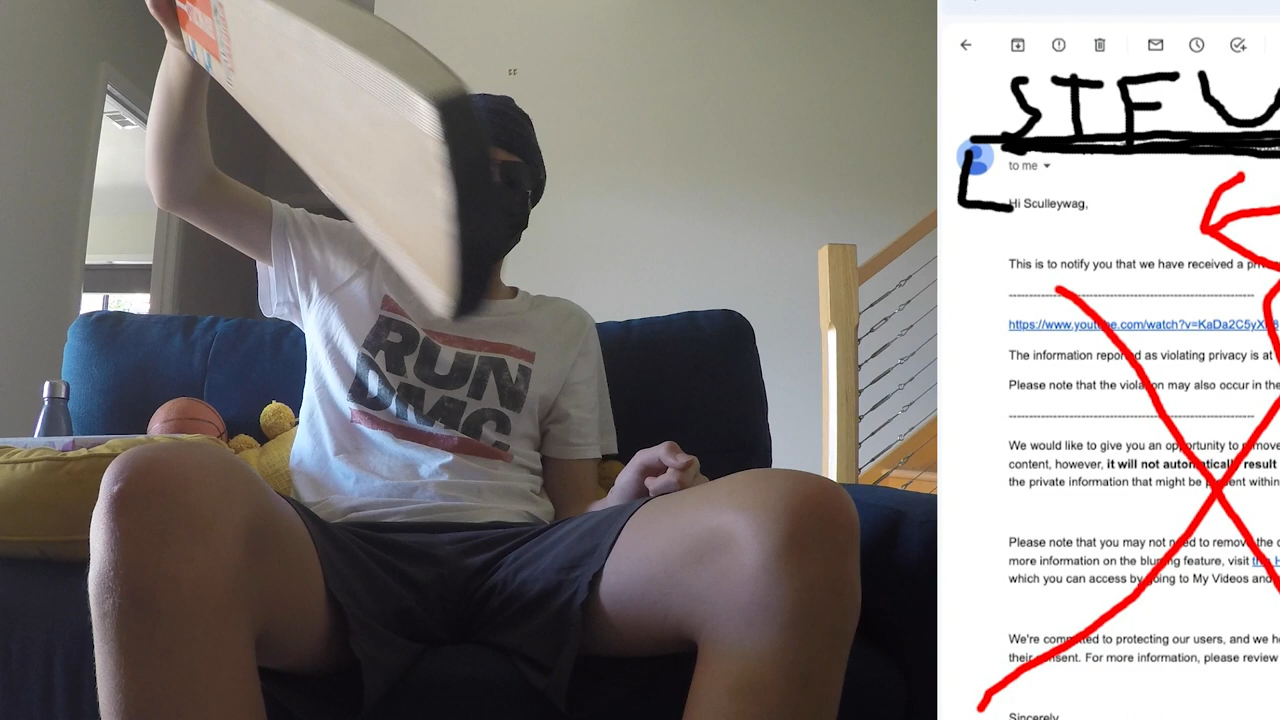 RUN
DMC
STFU
to me
Hi Sculleywag,
This is to notify you that we have received a
https://www.youtube.com/watch?v=KaDa2C5yX
The information reported as violating privacy is at
Please note that the violation may also occur in the
We would like to give you an opportunity to remove
content, however, it will not automatically result
the private information that might be present within
Please note that you may not need to remove the
more information on the blurring feature, visit
which you can access by going to My Videos and
We're committed to protecting our users, and we
their consent. For more information, please review
Sincerely